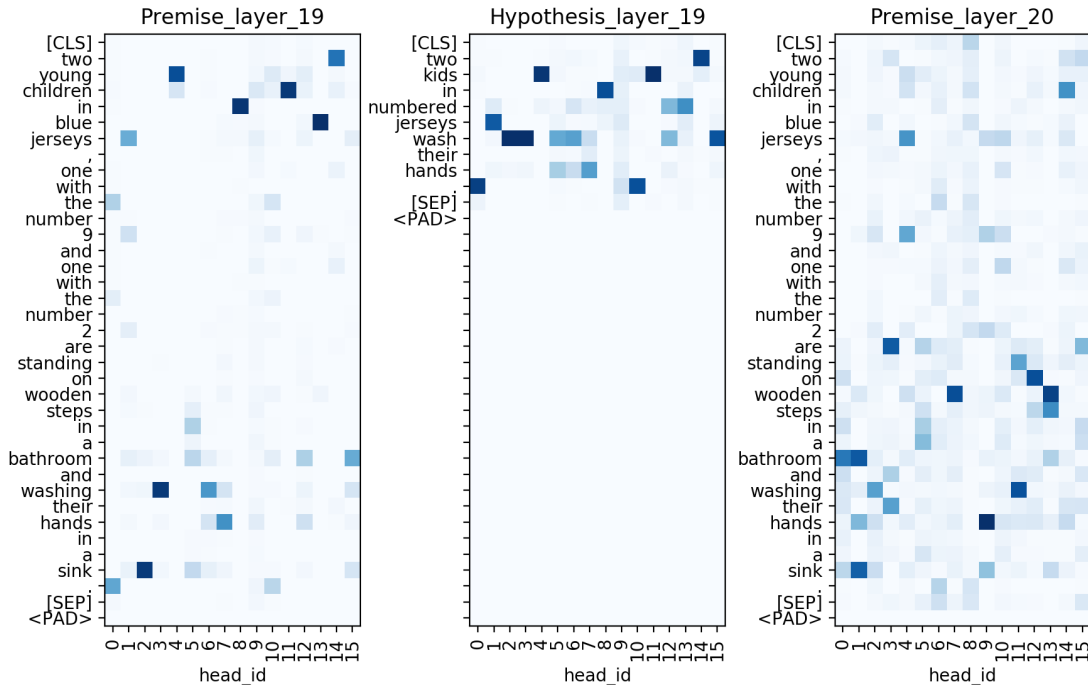 Premise_layer_19
[CLS]
two
young
children
in
blue
jerseys
,
one
with
the
number
9
and
one
with
the
number
2
are
standing
on
wooden
steps
in
a
bathroom
and
washing
their
hands
in
a
sink
.
[SEP]
<PAD>
0 1 2 3 4 5 6 7 8 9 10 11 12 13 14 15
head_id
Hypothesis_layer_19
[CLS]
two
kids
in
numbered
jerseys
wash
their
hands
.
[SEP]
<PAD>
0 1 2 3 4 5 6 7 8 9 10 11 12 13 14 15
head_id
Premise_layer_20
[CLS]
two
young
children
in
blue
jerseys
,
one
with
the
number
9
and
one
with
the
number
2
are
standing
on
wooden
steps
in
a
bathroom
and
washing
their
hands
in
a
sink
.
[SEP]
<PAD>
0 1 2 3 4 5 6 7 8 9 10 11 12 13 14 15
head_id